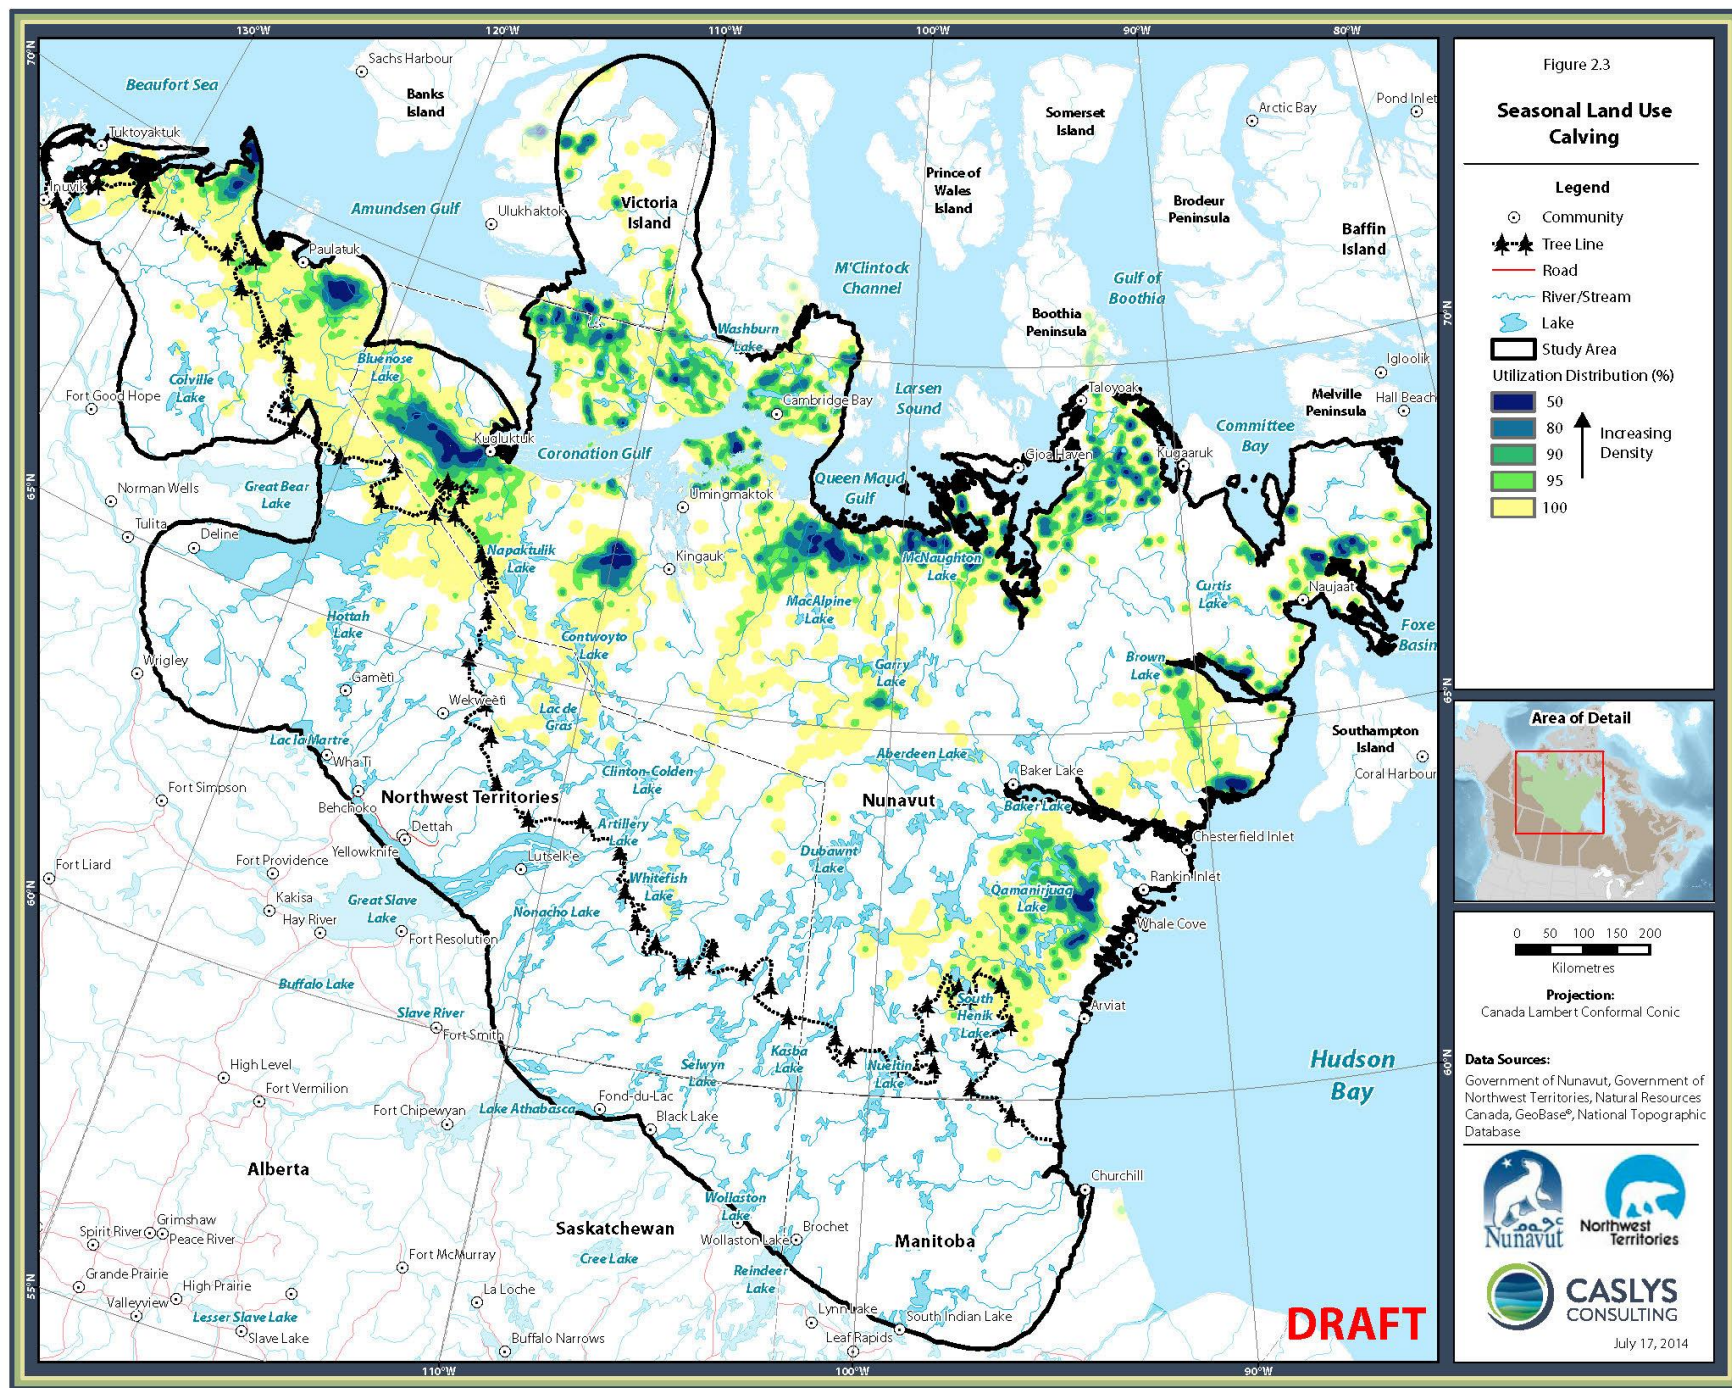 130°W
120°W
110°W
100°W
90°W
80°W
70°N
Sachs Harbour
Beaufort Sea
Banks
Island
Somerset
Island
Arctic Bay
Pond Inlet
Tuktoyaktuk
Inuvik
Amundsen Gulf
Ulukhaktok
Victoria
Island
Prince of
Wales
Island
Brodeur
Peninsula
Baffin
Island
Paulatuk
M'Clintock
Channel
Gulf of
Boothia
70°N
Boothia
Peninsula
Washburn
Lake
Bluenose
Lake
Colville
Lake
Fort Good Hope
Larsen
Sound
Taloyoak
Igloolik
Melville
Peninsula
Hall Beach
Cambridge Bay
Kugluktuk
Coronation Gulf
Committee
Bay
Gjoa Haven
Kugaaruk
65°N
Norman Wells
Great Bear
Lake
Queen Maud
Gulf
Umingmaktok
Tulita
Deline
Napaktulik
Lake
Kingauk
McNaughton
Lake
Curtis
Lake
Naujaat
MacAlpine
Lake
Hottah
Lake
Contwoyto
Lake
Foxe
Basin
Wrigley
Gamètì
Garry
Lake
Brown
Lake
65°N
Wekweètì
Lac de
Gras
Lac la Martre
Wha Ti
Aberdeen Lake
Southampton
Island
Coral Harbour
Clinton-Colden
Lake
Baker Lake
Fort Simpson
Behchoko
Northwest Territories
Nunavut
Baker Lake
Dettah
Artillery
Lake
Yellowknife
Chesterfield Inlet
Fort Liard
Fort Providence
Lutselk'e
Dubawnt
Lake
60°N
Kakisa
Great Slave
Lake
Whitefish
Lake
Qamanirjuaq
Lake
Rankin Inlet
Hay River
Nonacho Lake
Whale Cove
Fort Resolution
Buffalo Lake
Slave River
Fort Smith
South
Henik
Lake
Arviat
High Level
Kasba
Lake
Selwyn
Lake
Nueltin
Lake
Hudson
Bay
60°N
Fort Vermilion
Fort Chipewyan
Lake Athabasca
Fond-du-Lac
Black Lake
Alberta
Churchill
Wollaston
Lake
Spirit River
Grimshaw
Peace River
Saskatchewan
Cree Lake
Wollaston Lake
Brochet
Manitoba
Fort McMurray
Reindeer
Lake
55°N
Grande Prairie
High Prairie
La Loche
Valleyview
Lesser Slave Lake
Slave Lake
Lynn Lake
South Indian Lake
Buffalo Narrows
Leaf Rapids
DRAFT
110°W
100°W
90°W
Figure 2.3
Seasonal Land Use
Calving
Legend
Community
Tree Line
Road
River/Stream
Lake
Study Area
Utilization Distribution (%)
50
80
90
95
100
Increasing
Density
Area of Detail
0 50 100 150 200
Kilometres
Projection:
Canada Lambert Conformal Conic
Data Sources:
Government of Nunavut, Government of
Northwest Territories, Natural Resources
Canada, GeoBase®, National Topographic
Database
ᓄᓇᕗᑦ
Nunavut
Northwest
Territories
CASLYS
CONSULTING
July 17, 2014